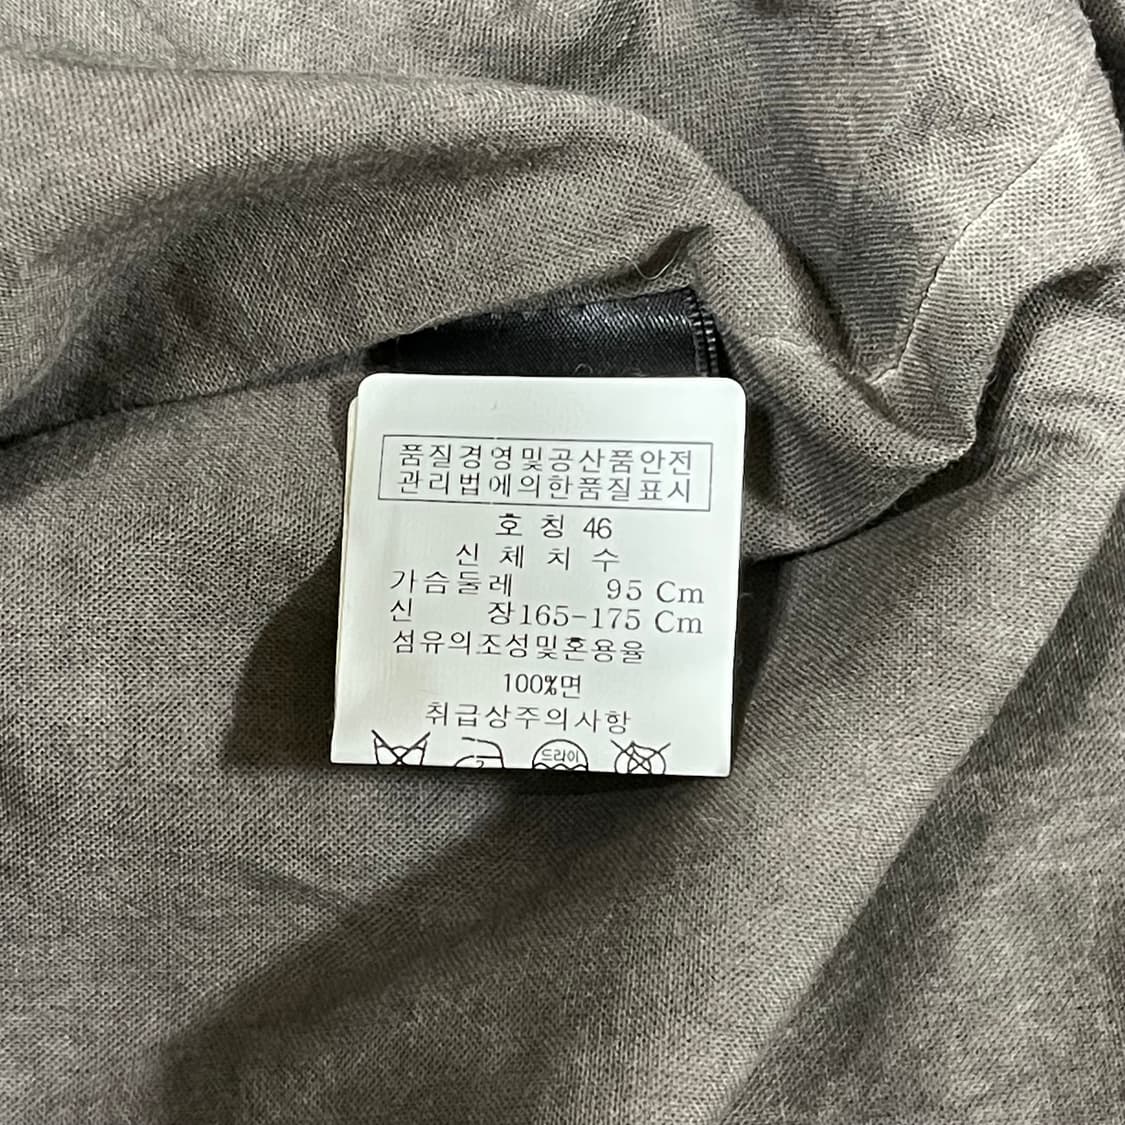 품질경영및공산품안전
관리법에의한품질표시
호 칭 46
신 체 치 수
가슴둘레 95 Cm
신 장 165-175 Cm
섬유의조성및혼용율
100%면
취급상주의사항
2 드라이